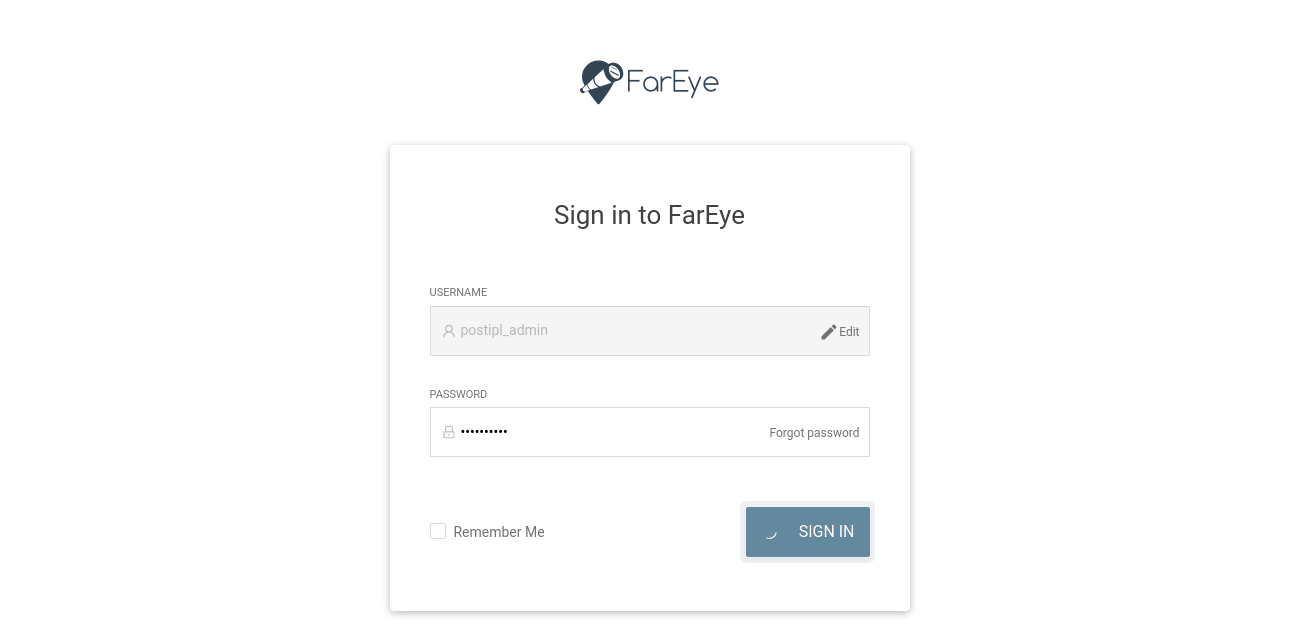 FarEye
Sign in to FarEye
USERNAME
postipl_admin
Edit
PASSWORD
••••••••••
Forgot password
Remember Me
SIGN IN